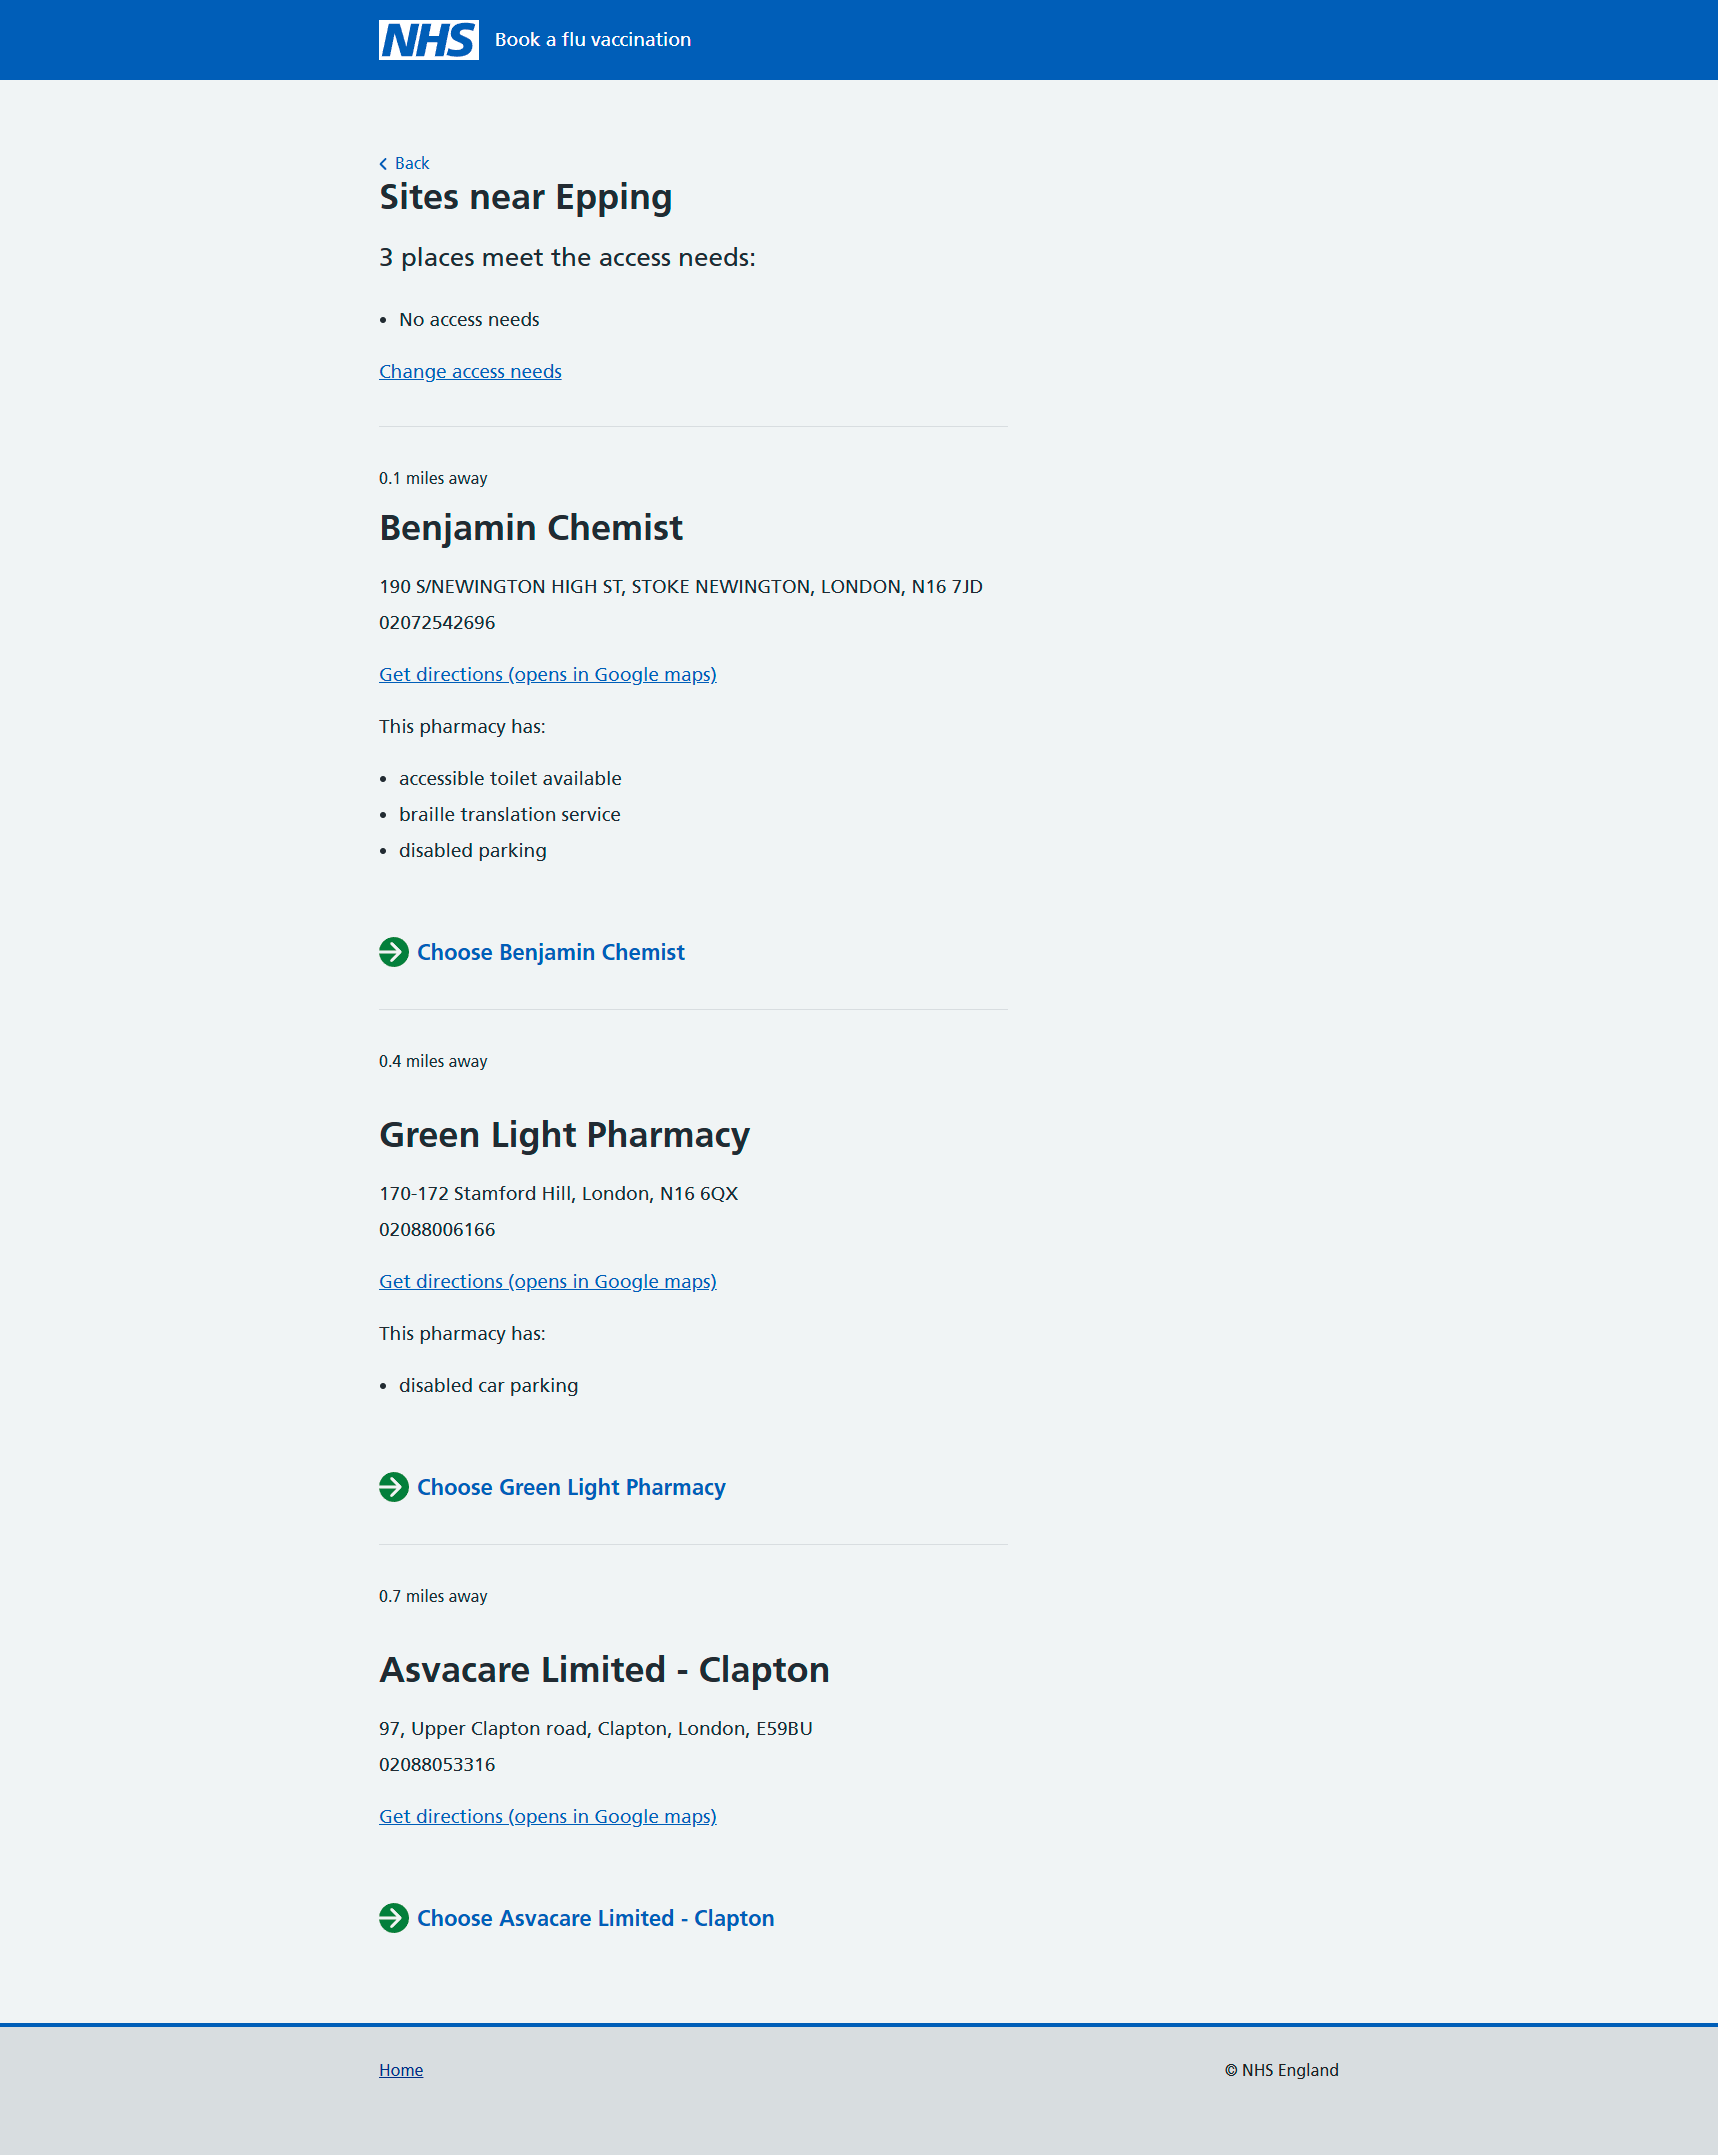 NHS Book a flu vaccination
Back
Sites near Epping
3 places meet the access needs:
• No access needs
Change access needs
0.1 miles away
Benjamin Chemist
190 S/NEWINGTON HIGH ST, STOKE NEWINGTON, LONDON, N16 7JD
02072542696
Get directions (opens in Google maps)
This pharmacy has:
• accessible toilet available
• braille translation service
• disabled parking
Choose Benjamin Chemist
0.4 miles away
Green Light Pharmacy
170-172 Stamford Hill, London, N16 6QX
02088006166
Get directions (opens in Google maps)
This pharmacy has:
• disabled car parking
Choose Green Light Pharmacy
0.7 miles away
Asvacare Limited - Clapton
97, Upper Clapton road, Clapton, London, E59BU
02088053316
Get directions (opens in Google maps)
Choose Asvacare Limited - Clapton
Home
© NHS England